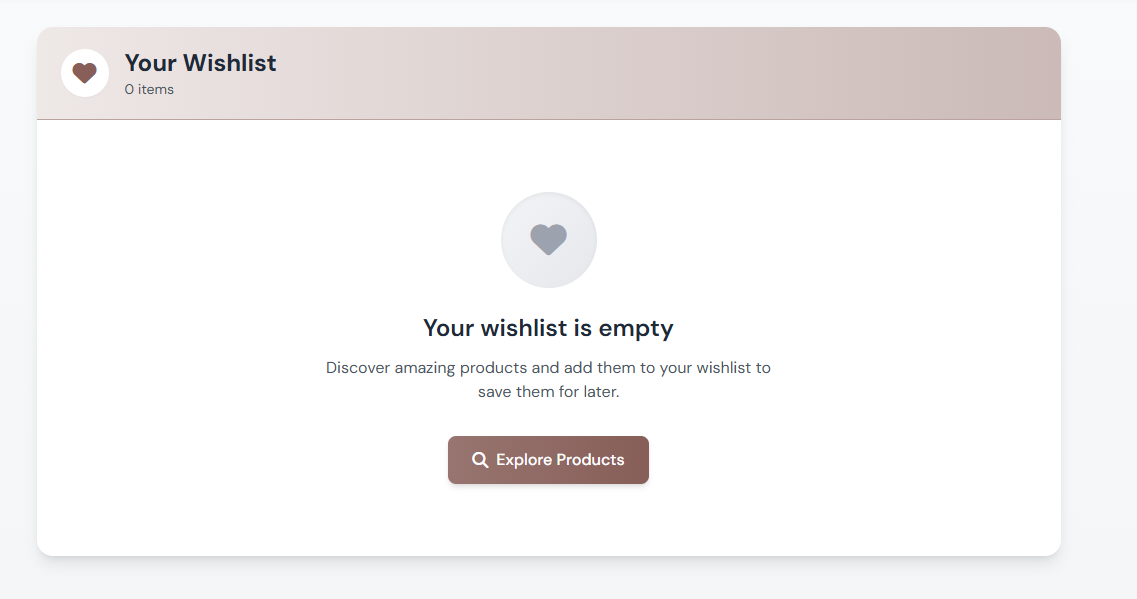 Your Wishlist
0 items
Your wishlist is empty
Discover amazing products and add them to your wishlist to
save them for later.
Explore Products